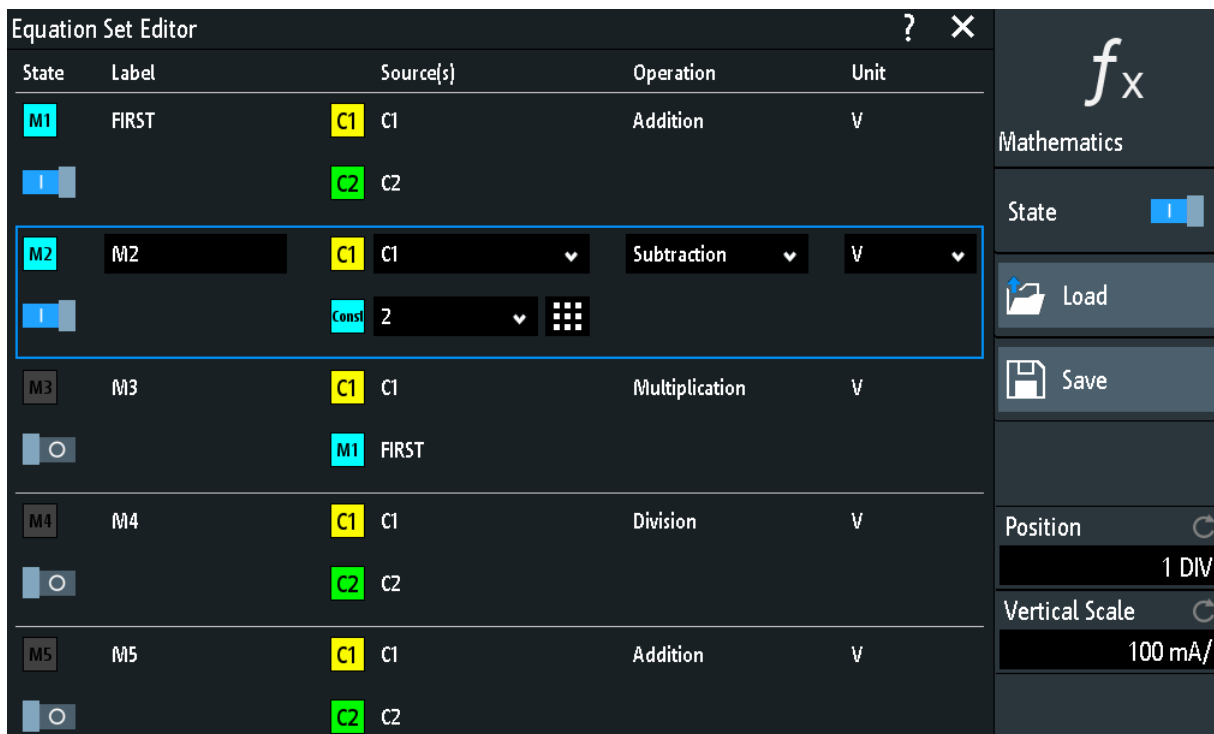 Equation Set Editor ? X
State Label Source(s) Operation Unit
M1 FIRST C1 C1 Addition V
C2 C2
M2 M2 C1 C1 Subtraction V
Const 2
M3 M3 C1 C1 Multiplication V
M1 FIRST
M4 M4 C1 C1 Division V
C2 C2
M5 M5 C1 C1 Addition V
C2 C2
fx
Mathematics
State
Load
Save
Position
1 DIV
Vertical Scale
100 mA/